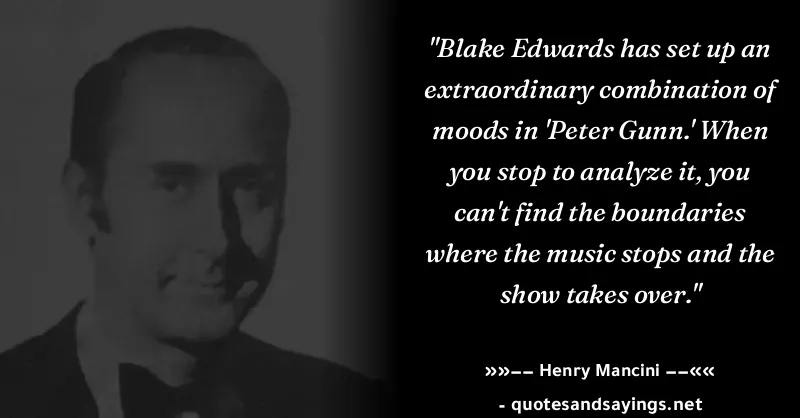 "Blake Edwards has set up an
extraordinary combination of
moods in 'Peter Gunn.' When
you stop to analyze it, you
can't find the boundaries
where the music stops and the
show takes over."
»»−− Henry Mancini −−««
- quotesandsayings.net